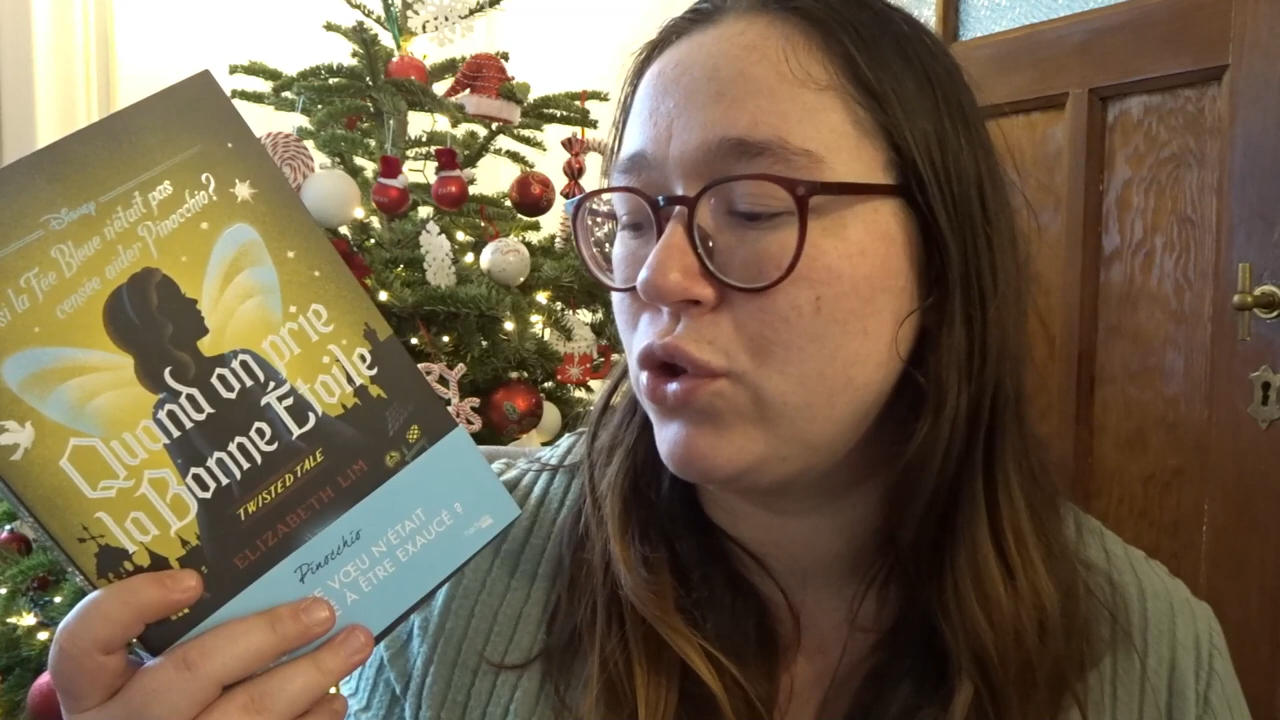 Disney
si la Fée Bleue n'était pas
censée aider Pinocchio?
Quand on prie
la Bonne Étoile
TWISTED TALE
ELIZABETH LIM
Pinocchio
VŒU N'ÉTAIT
À ÊTRE EXAUCÉ ?